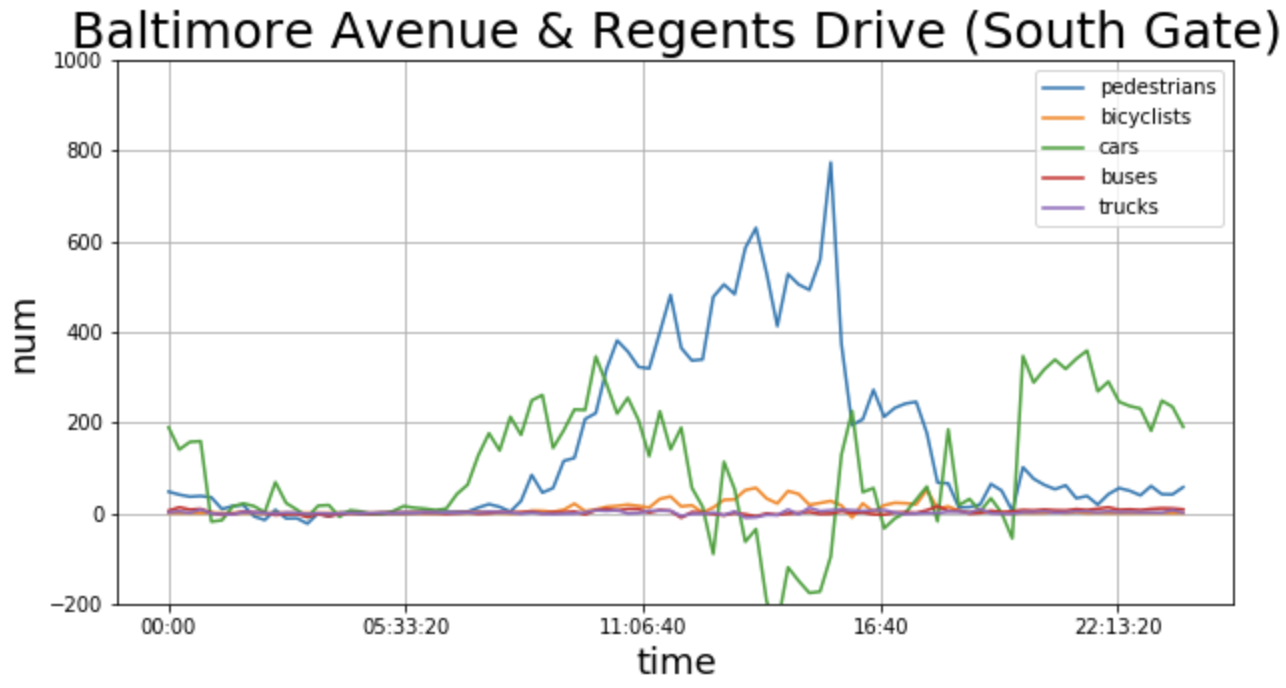 Baltimore Avenue & Regents Drive (South Gate)
1000
800
600
400
200
0
−200
num
pedestrians
bicyclists
cars
buses
trucks
00:00 05:33:20 11:06:40 16:40 22:13:20
time